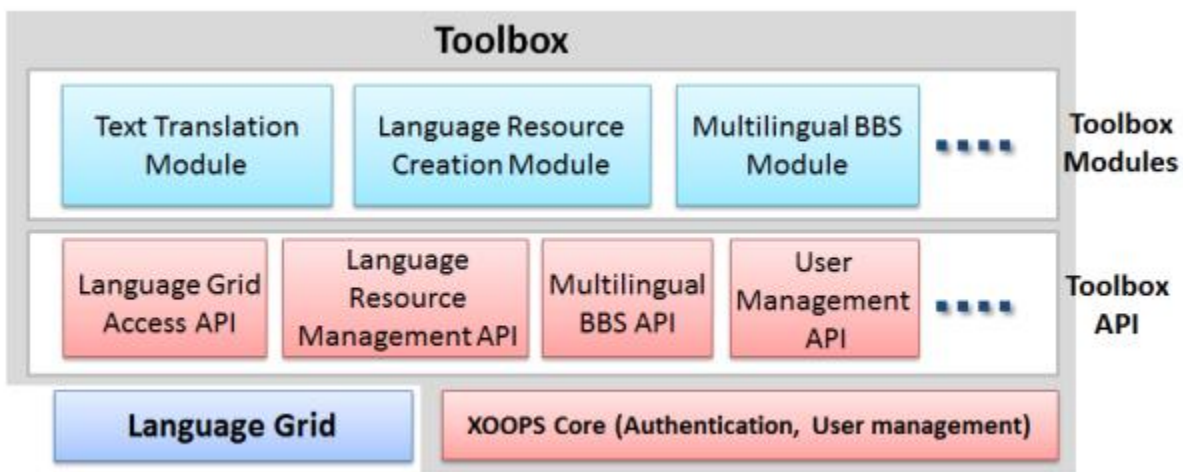 Toolbox
Text Translation
Module
Language Resource
Creation Module
Multilingual BBS
Module
Toolbox
Modules
Language Grid
Access API
Language
Resource
Management API
Multilingual
BBS API
User
Management
API
Toolbox
API
Language Grid
XOOPS Core (Authentication, User management)